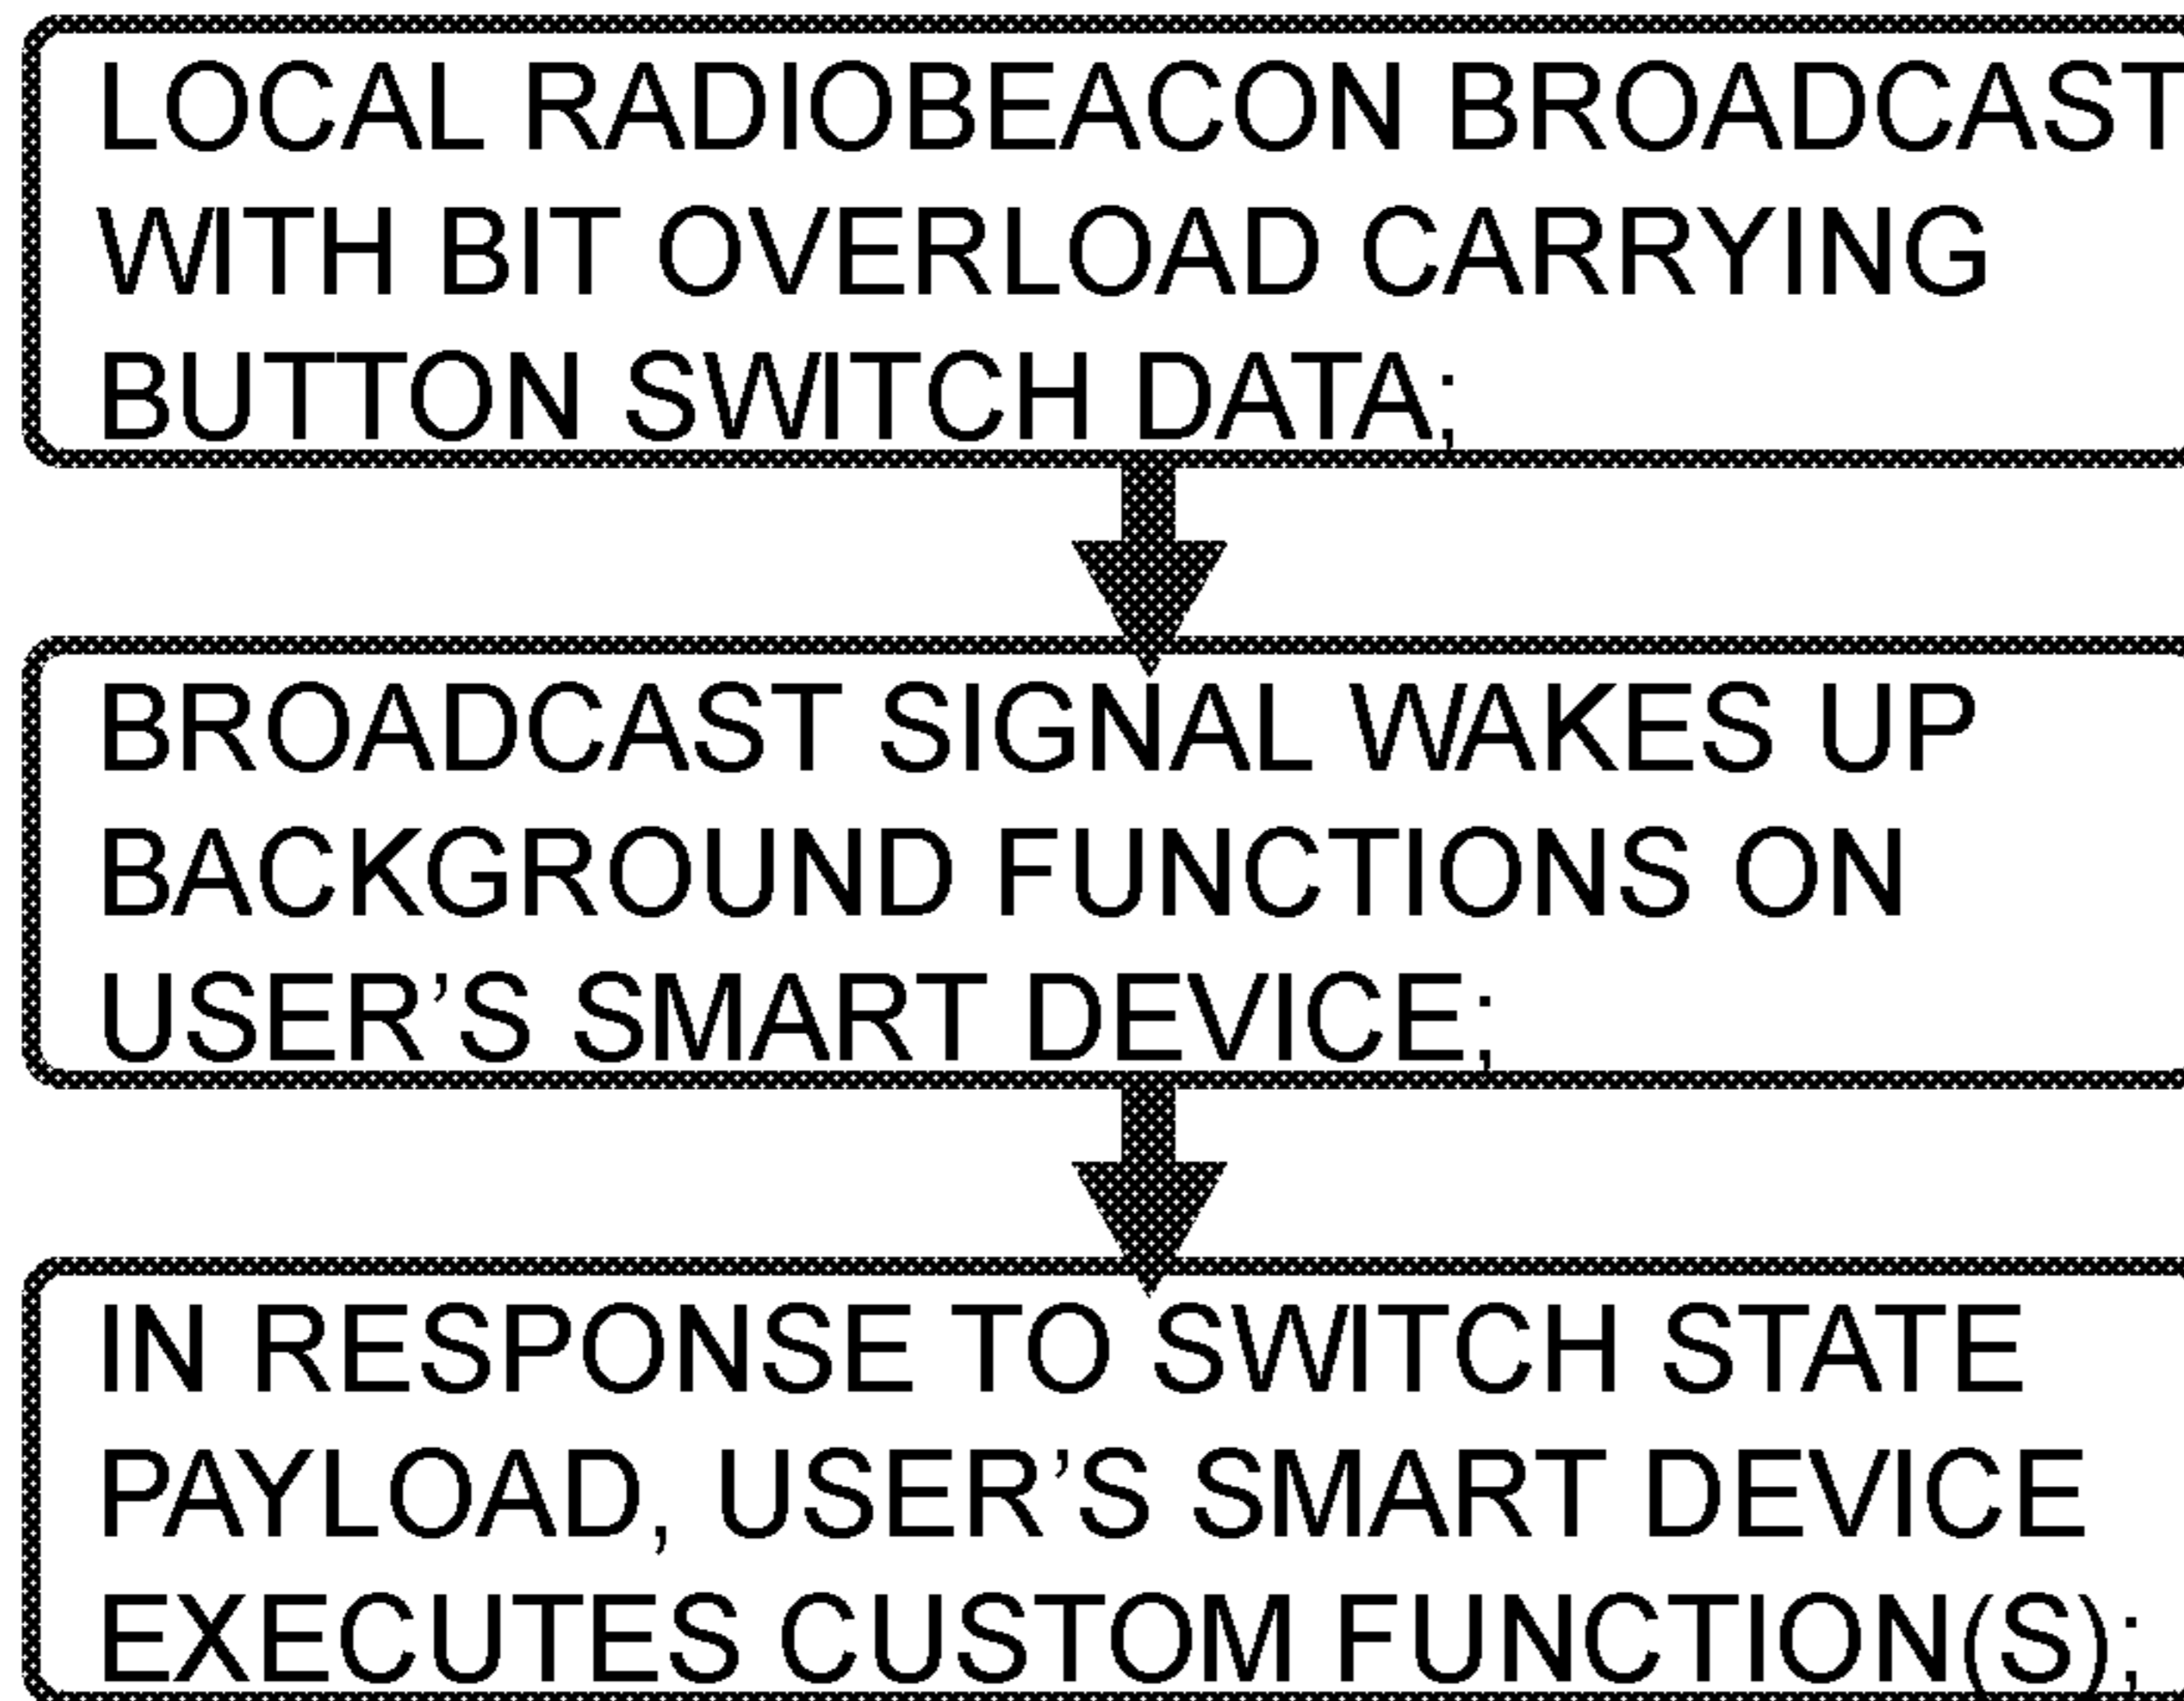 LOCAL RADIOBEACON BROADCAST
WITH BIT OVERLOAD CARRYING
BUTTON SWITCH DATA;
BROADCAST SIGNAL WAKES UP
BACKGROUND FUNCTIONS ON
USER’S SMART DEVICE;
IN RESPONSE TO SWITCH STATE
PAYLOAD, USER’S SMART DEVICE
EXECUTES CUSTOM FUNCTION(S);